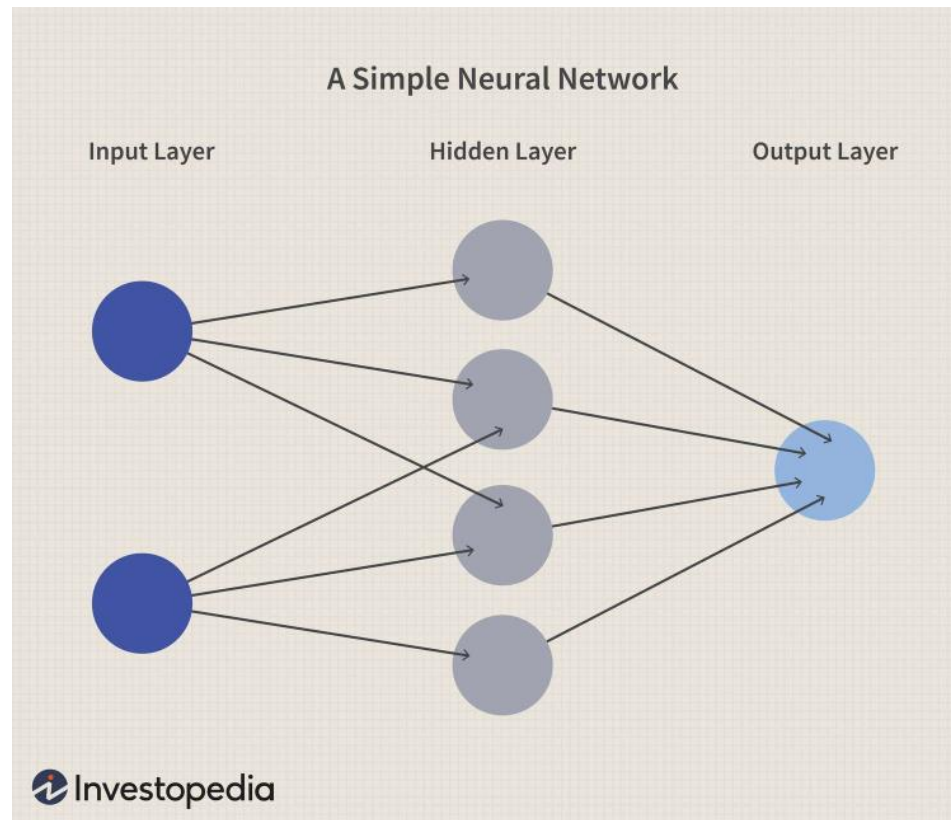 A Simple Neural Network
Input Layer Hidden Layer Output Layer
Investopedia